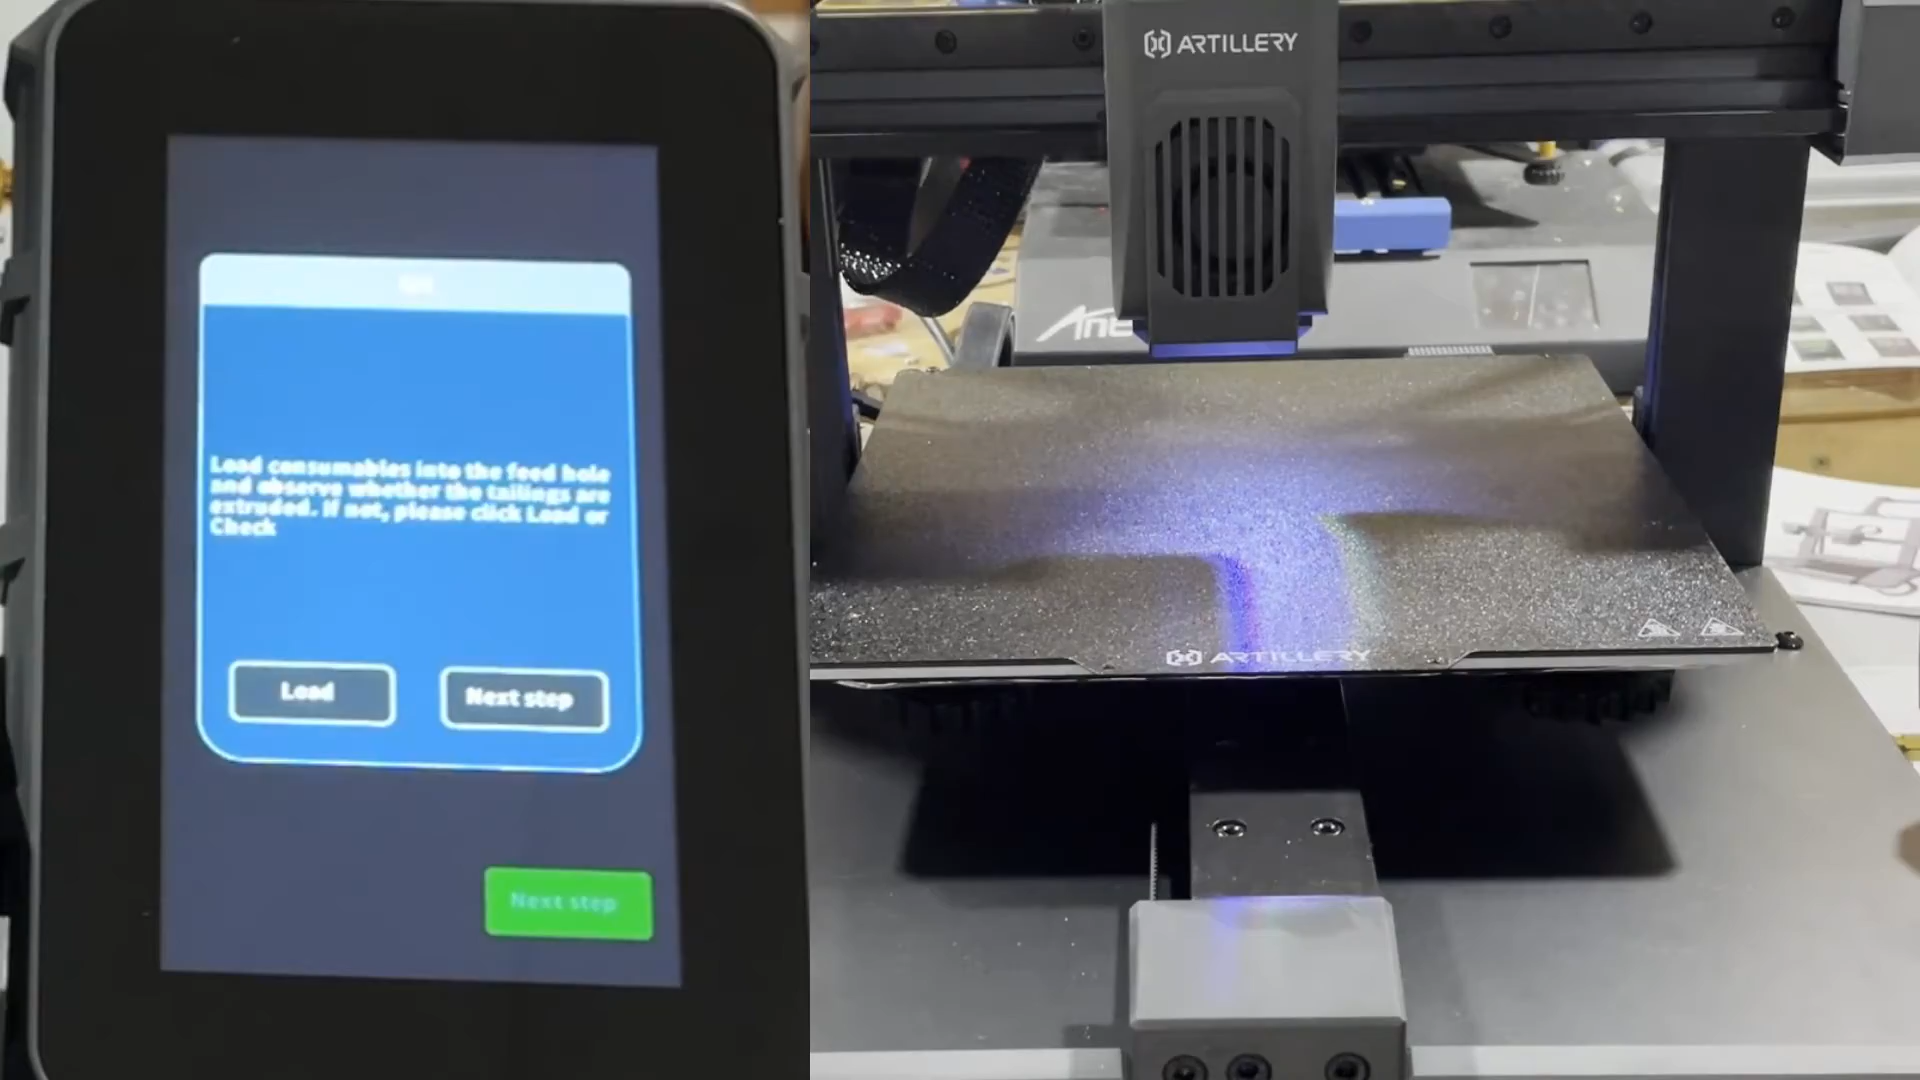 Load consumables into the feed hole
and observe whether the tailings are
extruded. If not, please click Load or
Check
Load
Next step
Next step
ARTILLERY
ARTILLERY